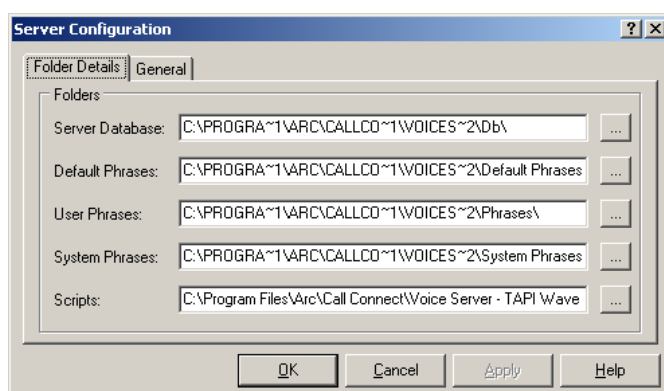 Server Configuration
Folder Details General
Folders
Server Database: C:\PROGRA~1\ARC\CALLCO~1\VOICES~2\Db\ ...
Default Phrases: C:\PROGRA~1\ARC\CALLCO~1\VOICES~2\Default Phrases ...
User Phrases: C:\PROGRA~1\ARC\CALLCO~1\VOICES~2\Phrases\ ...
System Phrases: C:\PROGRA~1\ARC\CALLCO~1\VOICES~2\System Phrases ...
Scripts: C:\Program Files\Arc\Call Connect\Voice Server - TAPI Wave ...
OK Cancel Apply Help